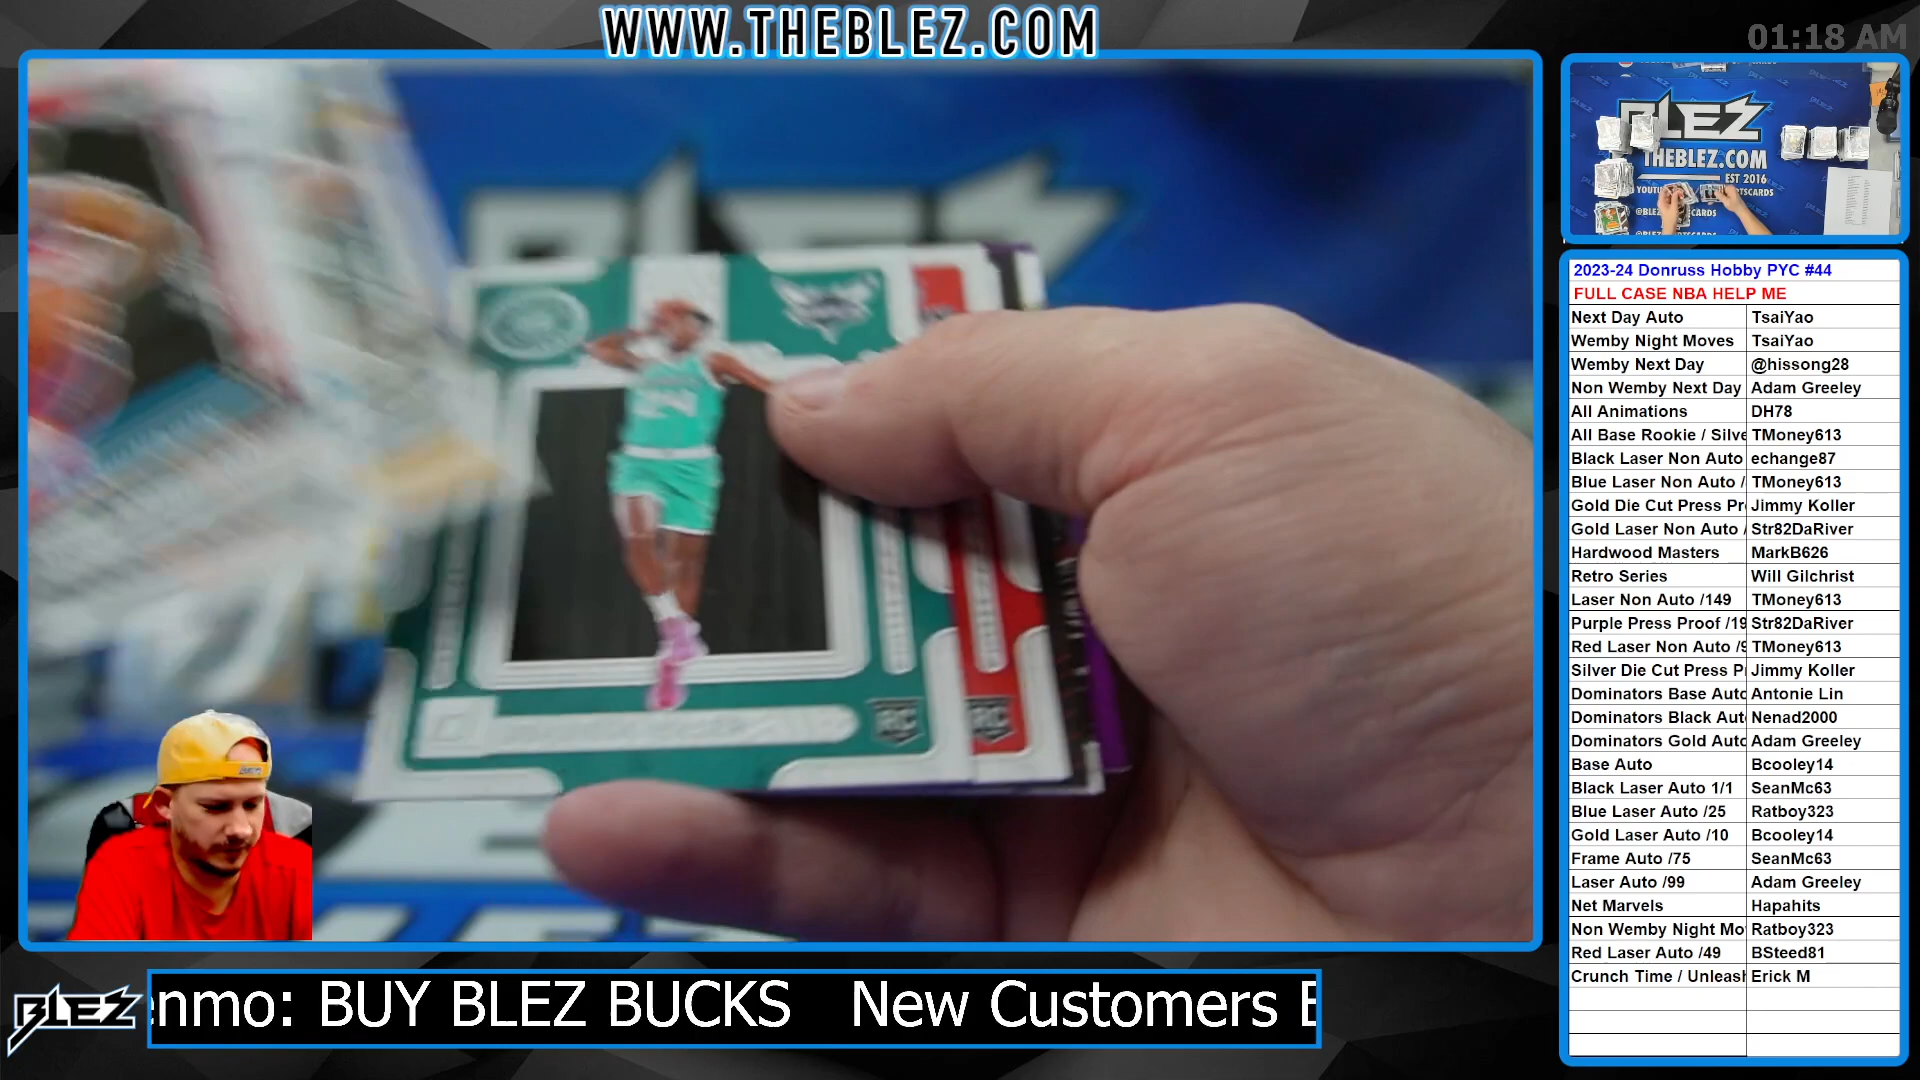 WWW.THEBLEZ.COM
01:18 AM
BLEZ
THEBLEZ.COM
EST 2016
2023-24 Donruss Hobby PYC #44
FULL CASE NBA HELP ME
Next Day Auto TsaiYao
Wemby Night Moves TsaiYao
Wemby Next Day @hissong28
Non Wemby Next Day Adam Greeley
All Animations DH78
All Base Rookie / Silve TMoney613
Black Laser Non Auto echange87
Blue Laser Non Auto / TMoney613
Gold Die Cut Press Pr Jimmy Koller
Gold Laser Non Auto / Str82DaRiver
Hardwood Masters MarkB626
Retro Series Will Gilchrist
Laser Non Auto /149 TMoney613
Purple Press Proof /19 Str82DaRiver
Red Laser Non Auto /9 TMoney613
Silver Die Cut Press P Jimmy Koller
Dominators Base Auto Antonie Lin
Dominators Black Aut Nenad2000
Dominators Gold Auto Adam Greeley
Base Auto Bcooley14
Black Laser Auto 1/1 SeanMc63
Blue Laser Auto /25 Ratboy323
Gold Laser Auto /10 Bcooley14
Frame Auto /75 SeanMc63
Laser Auto /99 Adam Greeley
Net Marvels Hapahits
Non Wemby Night Mo Ratboy323
Red Laser Auto /49 BSteed81
Crunch Time / Unleash Erick M
RC RC
BLEZ
enmo: BUY BLEZ BUCKS New Customers E